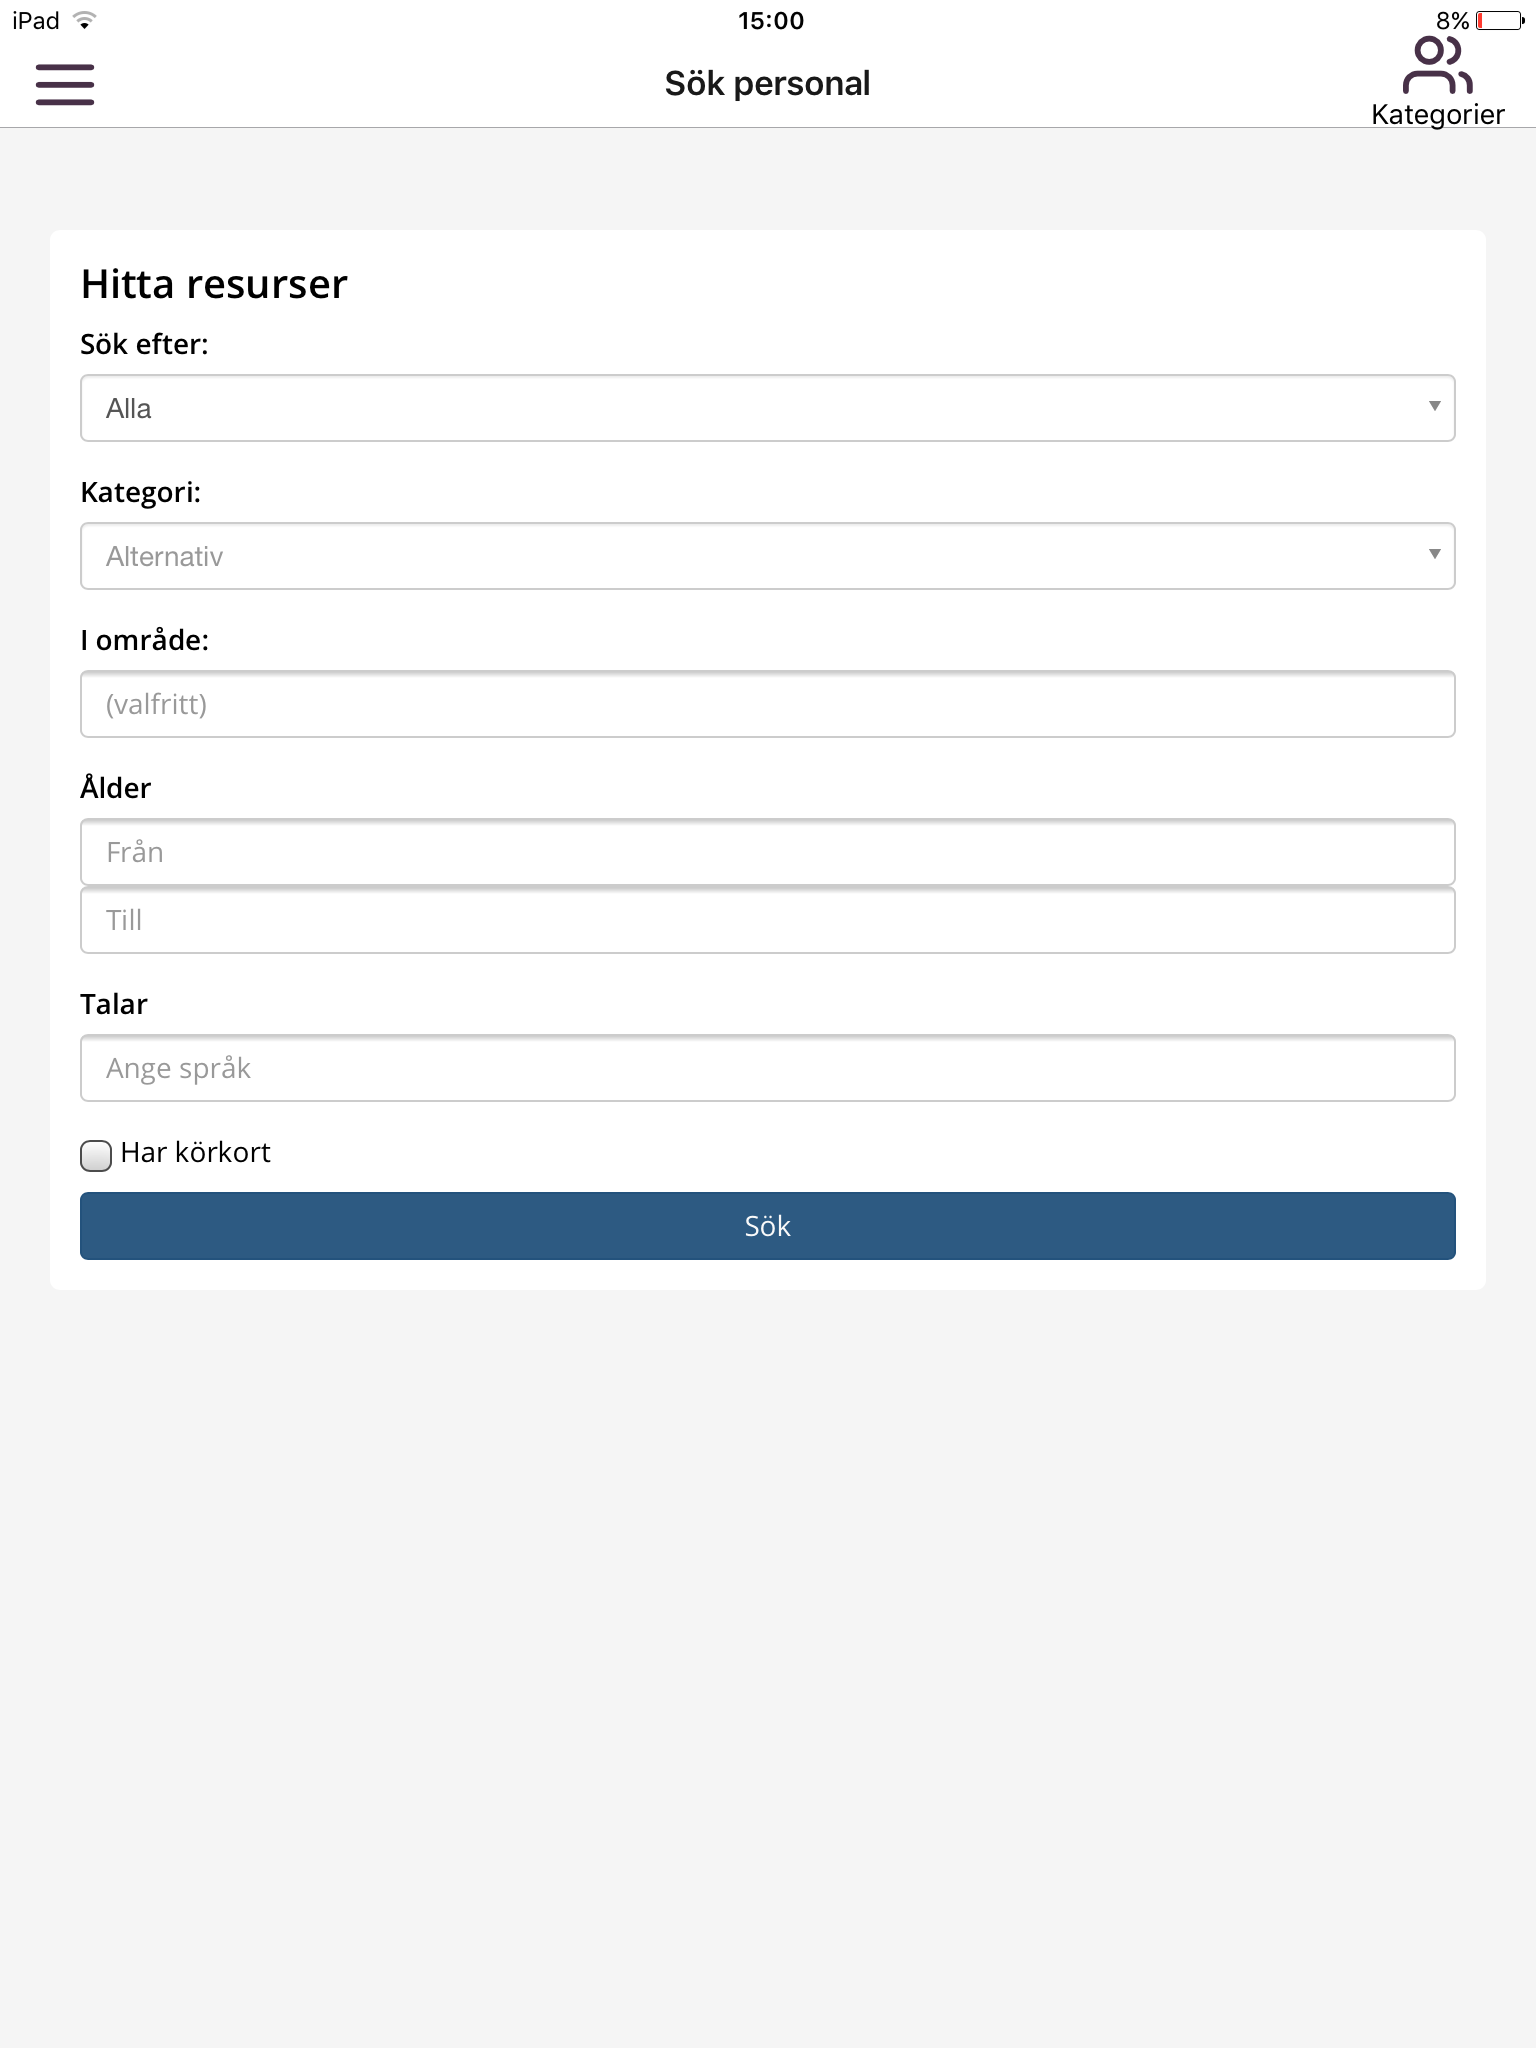 iPad 15:00 8%
Sök personal
Kategorier
Hitta resurser
Sök efter:
Alla
Kategori:
Alternativ
I område:
(valfritt)
Ålder
Från
Till
Talar
Ange språk
Har körkort
Sök